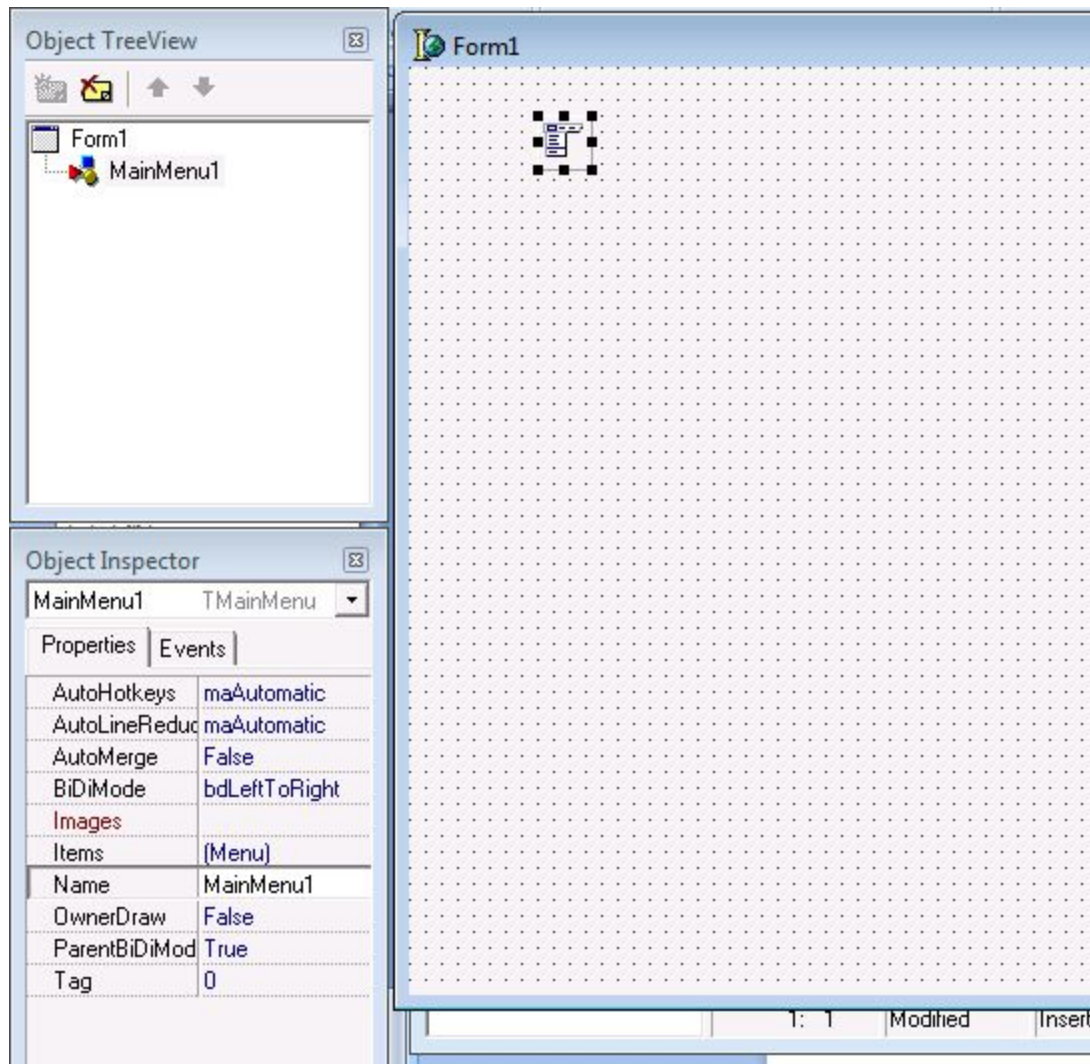 Object TreeView
Form1
MainMenu1
Form1
Object Inspector
MainMenu1 TMainMenu
Properties Events
AutoHotkeys maAutomatic
AutoLineReduc maAutomatic
AutoMerge False
BiDiMode bdLeftToRight
Images
Items (Menu)
Name MainMenu1
OwnerDraw False
ParentBiDiMod True
Tag 0
1: 1 Modified Insert